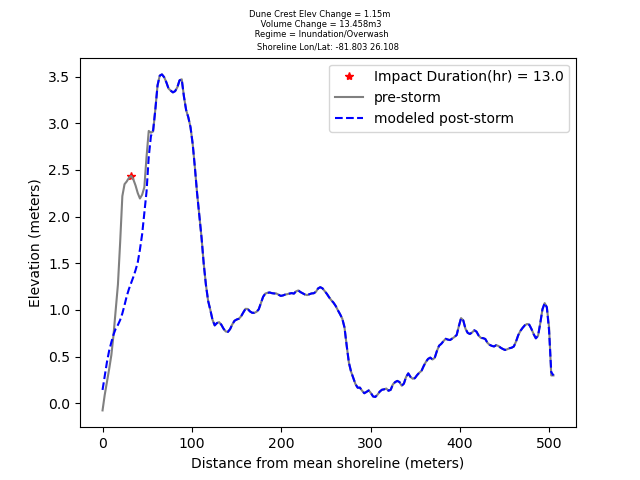 Dune Crest Elev Change = 1.15m
Volume Change = 13.458m3
Regime = Inundation/Overwash
Shoreline Lon/Lat: -81.803 26.108
Impact Duration(hr) = 13.0
pre-storm
modeled post-storm
Elevation (meters)
3.5
3.0
2.5
2.0
1.5
1.0
0.5
0.0
0 100 200 300 400 500
Distance from mean shoreline (meters)